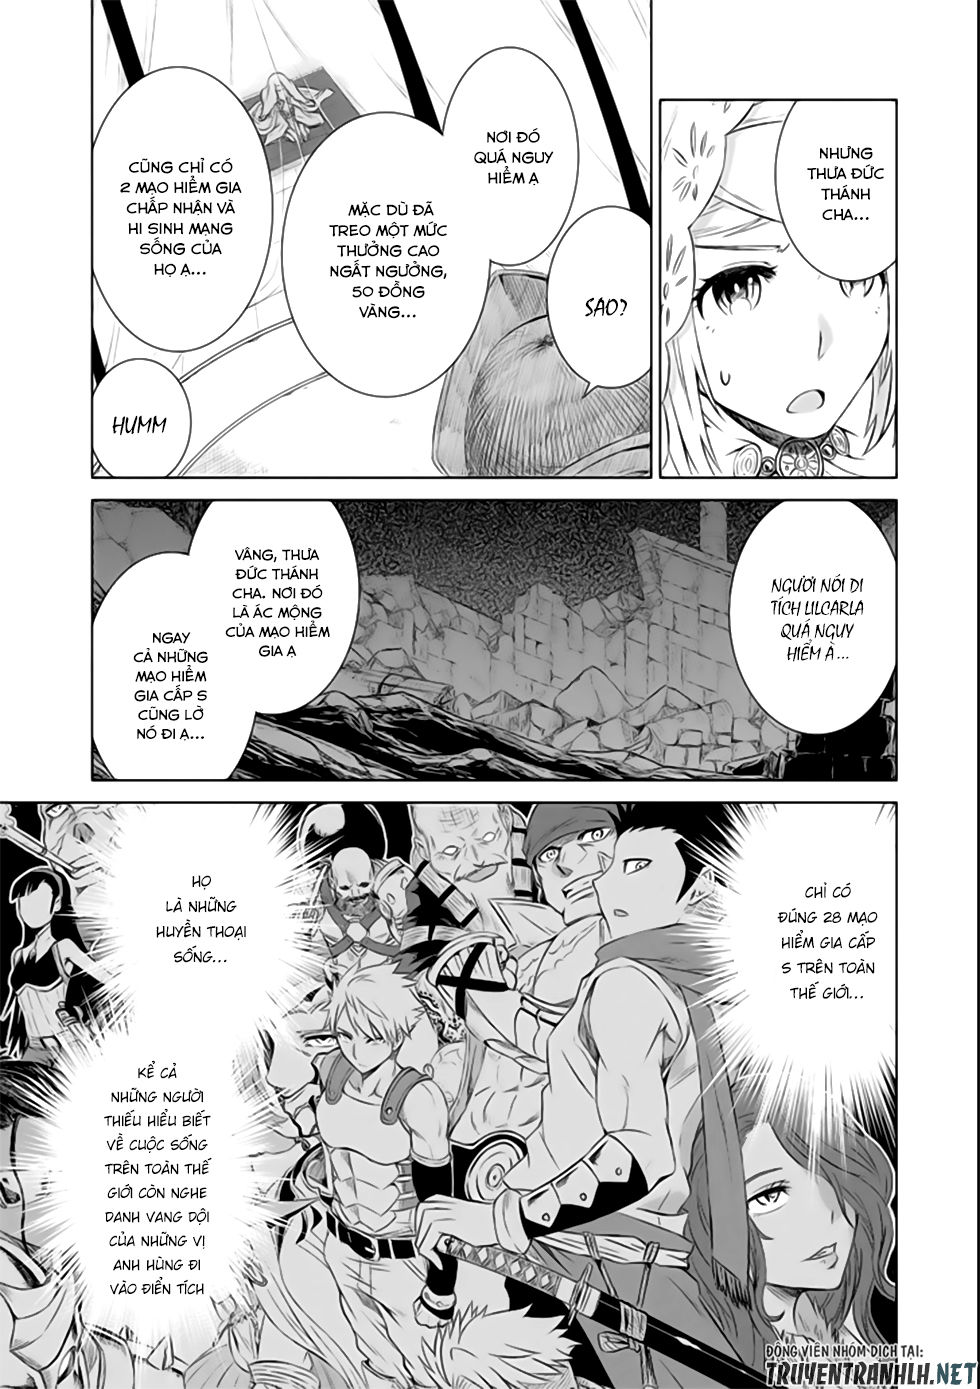 NHƯNG
THƯA ĐỨC
THÁNH
CHA...
NƠI ĐÓ
QUÁ NGUY
HIỂM Ạ
SAO?
MẶC DÙ ĐÃ
TREO MỘT MỨC
THƯỞNG CAO
NGẤT NGƯỞNG,
50 ĐỒNG
VÀNG...
CŨNG CHỈ CÓ
2 MẠO HIỂM GIA
CHẤP NHẬN VÀ
HI SINH MẠNG
SỐNG CỦA
HỌ Ạ...
HUMM
NGƯỜI NÓI DI
TÍCH LILCARLA
QUÁ NGUY
HIỂM À...
VÂNG, THƯA
ĐỨC THÁNH
CHA. NƠI ĐÓ
LÀ ÁC MỘNG
CỦA MẠO HIỂM
GIA Ạ
NGAY
CẢ NHỮNG
MẠO HIỂM
GIA CẤP S
CŨNG LỜ
NÓ ĐI Ạ...
CHỈ CÓ
ĐÚNG 28 MẠO
HIỂM GIA CẤP
S TRÊN TOÀN
THẾ GIỚI...
HỌ
LÀ NHỮNG
HUYỀN THOẠI
SỐNG...
KỂ CẢ
NHỮNG NGƯỜI
THIẾU HIỂU BIẾT
VỀ CUỘC SỐNG
TRÊN TOÀN THẾ
GIỚI CÒN NGHE
DANH VANG DỘI
CỦA NHỮNG VỊ
ANH HÙNG ĐI
VÀO ĐIỂN TÍCH
ĐỘNG VIÊN NHÓM DỊCH TẠI:
TRUYENTRANHLH.NET